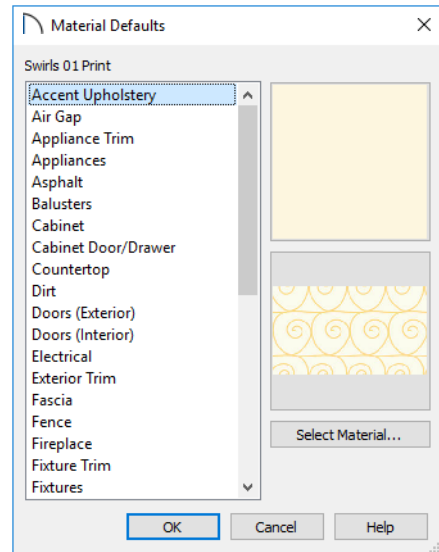 Material Defaults
Swirls 01 Print
Accent Upholstery
Air Gap
Appliance Trim
Appliances
Asphalt
Balusters
Cabinet
Cabinet Door/Drawer
Countertop
Dirt
Doors (Exterior)
Doors (Interior)
Electrical
Exterior Trim
Fascia
Fence
Fireplace
Fixture Trim
Fixtures
Select Material...
OK Cancel Help